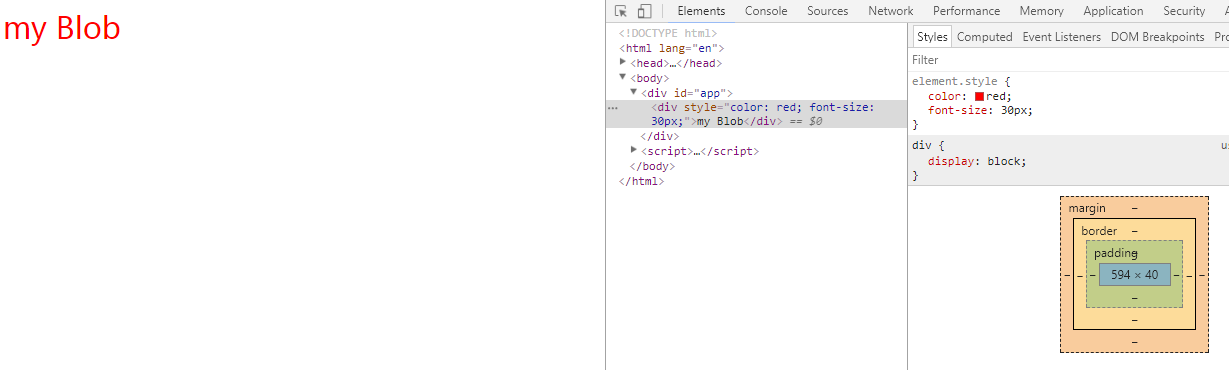 my Blob
Elements Console Sources Network Performance Memory Application Security A
<!DOCTYPE html>
<html lang="en">
<head>…</head>
<body>
<div id="app">
<div style="color: red; font-size:
30px;">my Blob</div> == $0
</div>
<script>…</script>
</body>
</html>
Styles Computed Event Listeners DOM Breakpoints Pro
Filter
element.style {
color: red;
font-size: 30px;
}
div { us
display: block;
}
margin –
border –
padding –
– – – 594 × 40 – – –
–
–
–